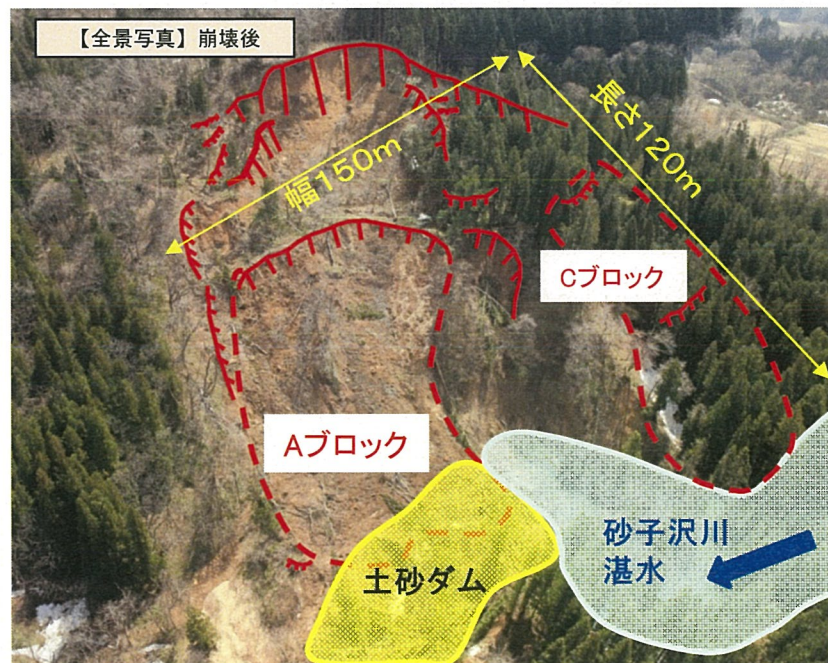 【全景写真】崩壊後
幅150m
長さ120m
Cブロック
Aブロック
砂子沢川
湛水
土砂ダム